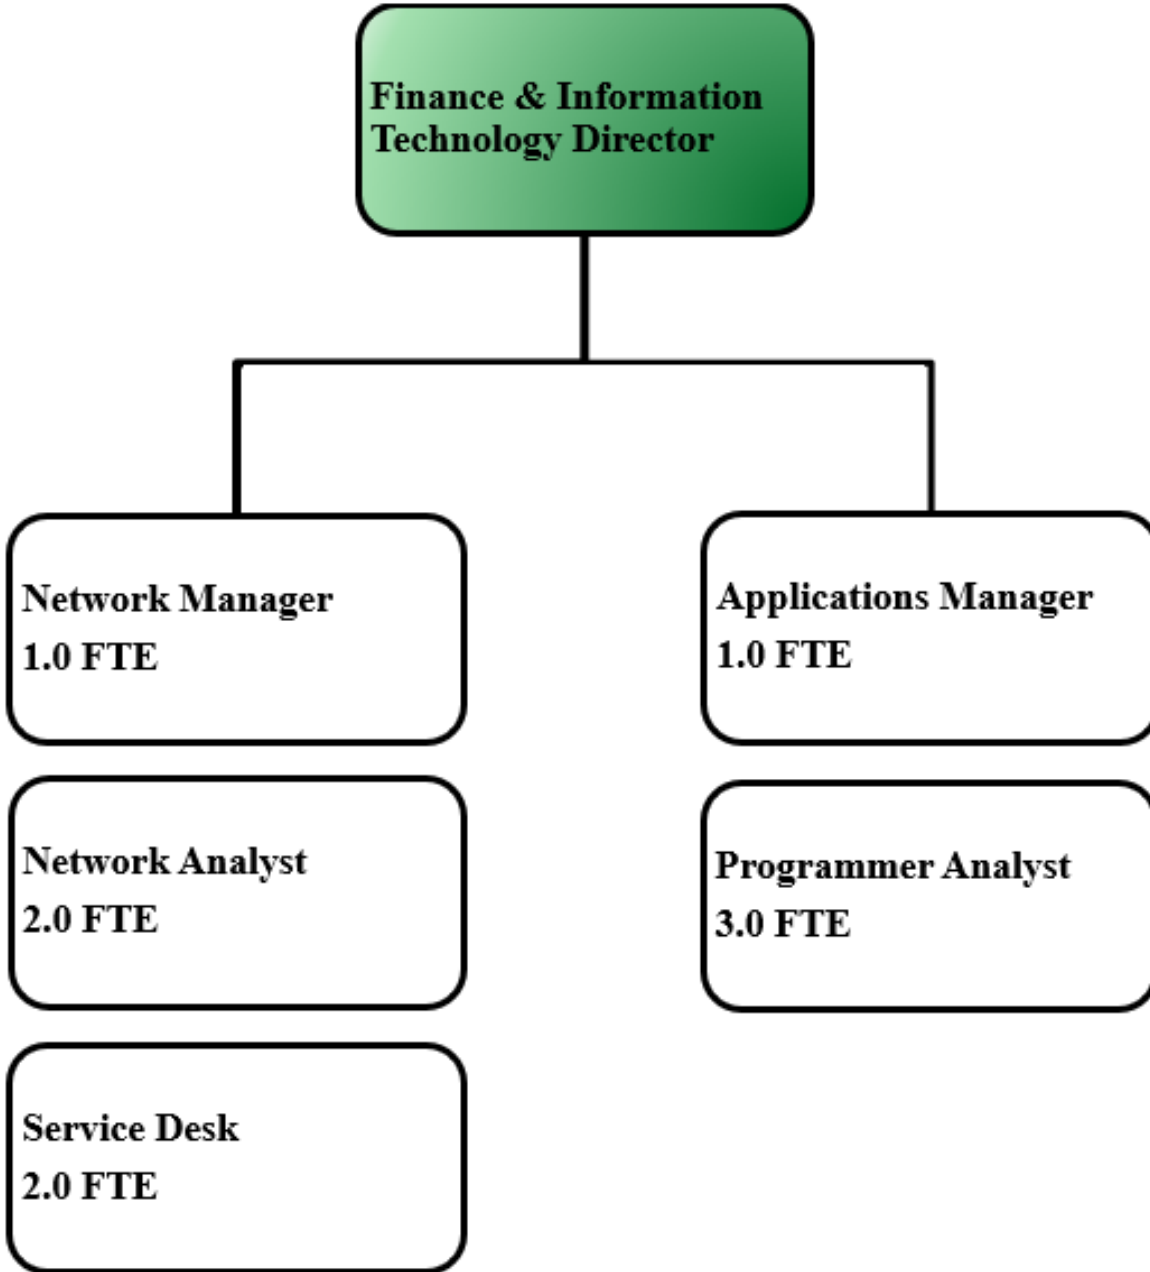 Finance & Information
Technology Director
Network Manager
1.0 FTE
Network Analyst
2.0 FTE
Service Desk
2.0 FTE
Applications Manager
1.0 FTE
Programmer Analyst
3.0 FTE